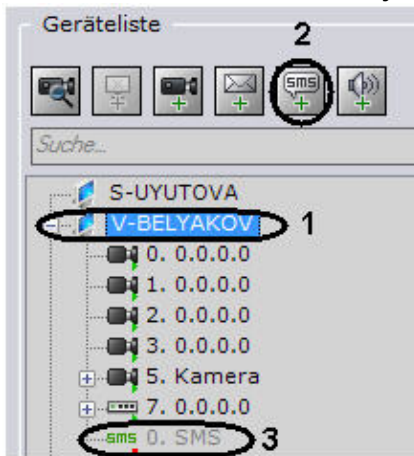 Geräteliste
2
sms
Suche...
S-UYUTOVA
V-BELYAKOV 1
0. 0.0.0.0
1. 0.0.0.0
2. 0.0.0.0
3. 0.0.0.0
5. Kamera
7. 0.0.0.0
sms 0. SMS 3